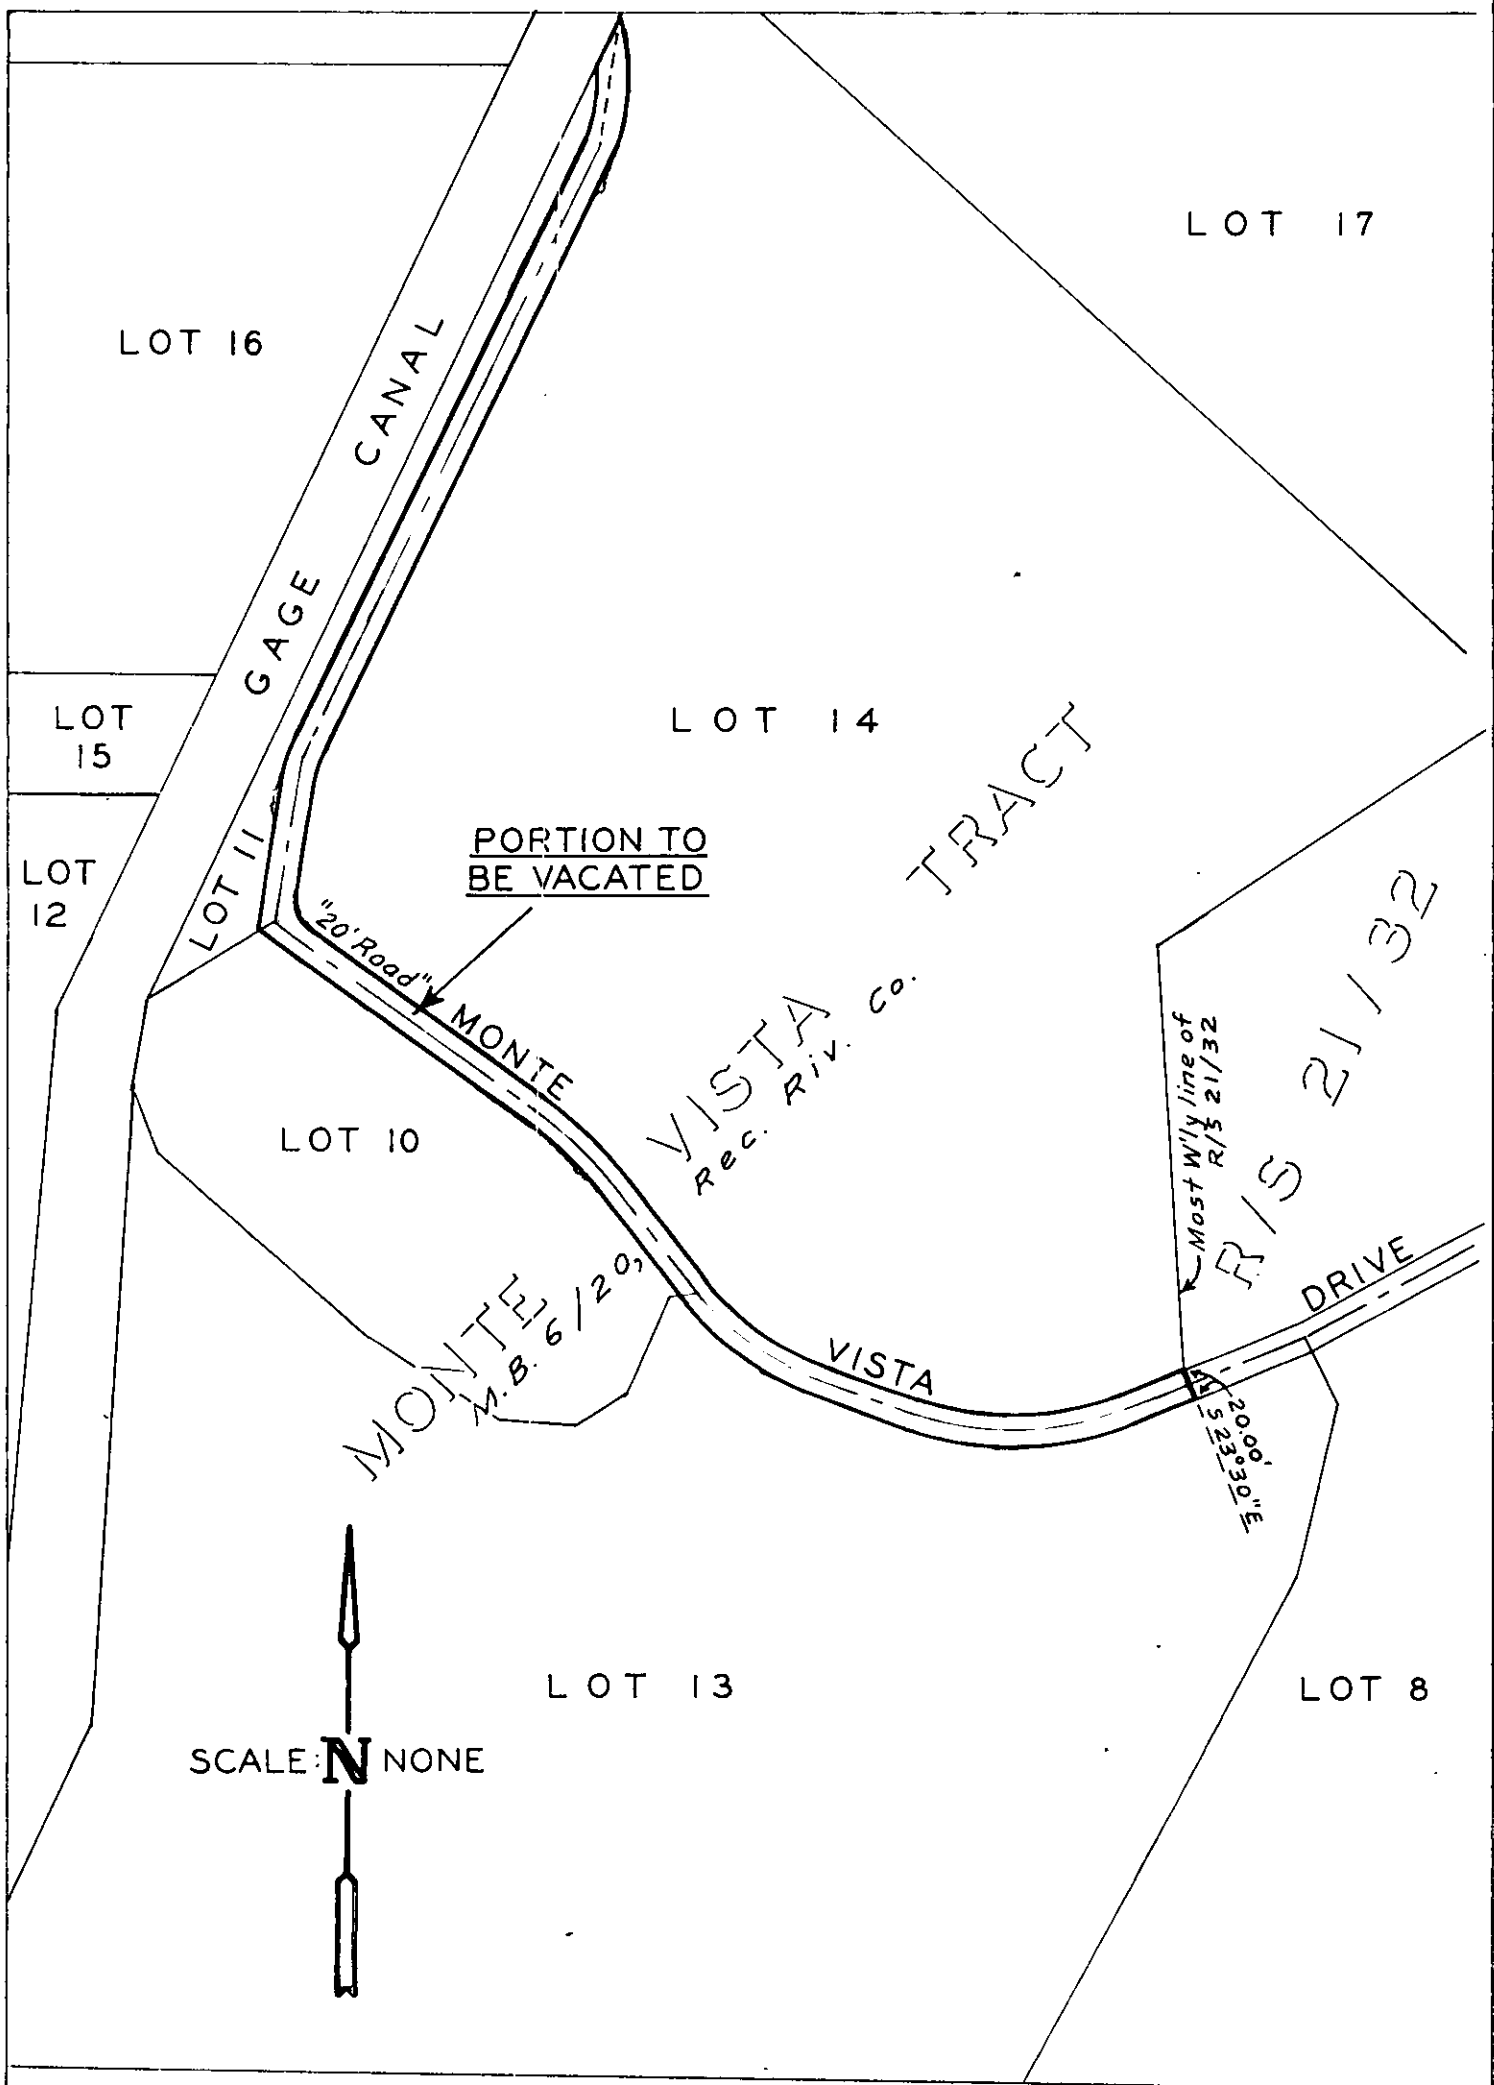 LOT 17
LOT 16
GAGE CANAL
LOT
15
LOT 14
LOT
12
LOT 11
PORTION TO
BE VACATED
"20' Road"
MONTE VISTA DRIVE
MONTE VISTA TRACT
M.B. 6/20, Rec. Riv. Co.
R/S 21/32
Most W'ly line of
R/S 21/32
LOT 10
20.00'
S 23°30"E
LOT 13
LOT 8
SCALE: N NONE